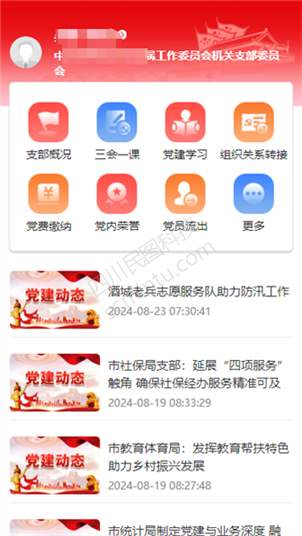 属工作委员会机关支部委员
会
支部概况 三会一课 党建学习 组织关系转接
党费缴纳 党内荣誉 党员流出 更多
党建动态
酒城老兵志愿服务队助力防汛工作
2024-08-23 07:30:41
党建动态
市社保局支部：延展“四项服务”
触角 确保社保经办服务精准可及
2024-08-19 08:33:29
党建动态
市教育体育局：发挥教育帮扶特色
助力乡村振兴发展
2024-08-19 08:27:48
党建动态
市统计局制定党建与业务深度 融
四川民图科技
scmintu.com